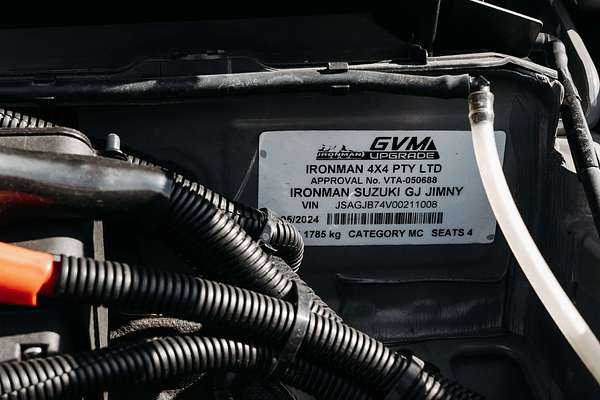 IRONMAN
GVM
UPGRADE
IRONMAN 4X4 PTY LTD
APPROVAL No. VTA-050688
IRONMAN SUZUKI GJ JIMNY
VIN JSAGJB74V00211008
05/2024
1785 kg CATEGORY MC SEATS 4